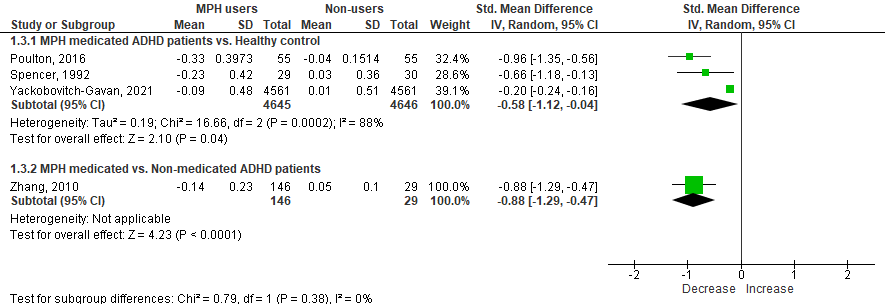 MPH users Non-users Std. Mean Difference Std. Mean Difference
Study or Subgroup Mean SD Total Mean SD Total Weight IV, Random, 95% CI IV, Random, 95% CI
1.3.1 MPH medicated ADHD patients vs. Healthy control
Poulton, 2016 -0.33 0.3973 55 -0.04 0.1514 55 32.4% -0.96 [-1.35, -0.56]
Spencer, 1992 -0.23 0.42 29 0.03 0.36 30 28.6% -0.66 [-1.18, -0.13]
Yackobovitch-Gavan, 2021 -0.09 0.48 4561 0.01 0.51 4561 39.1% -0.20 [-0.24, -0.16]
Subtotal (95% CI) 4645 4646 100.0% -0.58 [-1.12, -0.04]
Heterogeneity: Tau² = 0.19; Chi² = 16.66, df = 2 (P = 0.0002); I² = 88%
Test for overall effect: Z = 2.10 (P = 0.04)
1.3.2 MPH medicated vs. Non-medicated ADHD patients
Zhang, 2010 -0.14 0.23 146 0.05 0.1 29 100.0% -0.88 [-1.29, -0.47]
Subtotal (95% CI) 146 29 100.0% -0.88 [-1.29, -0.47]
Heterogeneity: Not applicable
Test for overall effect: Z = 4.23 (P < 0.0001)
-2 -1 0 1 2
Decrease Increase
Test for subgroup differences: Chi² = 0.79, df = 1 (P = 0.38), I² = 0%